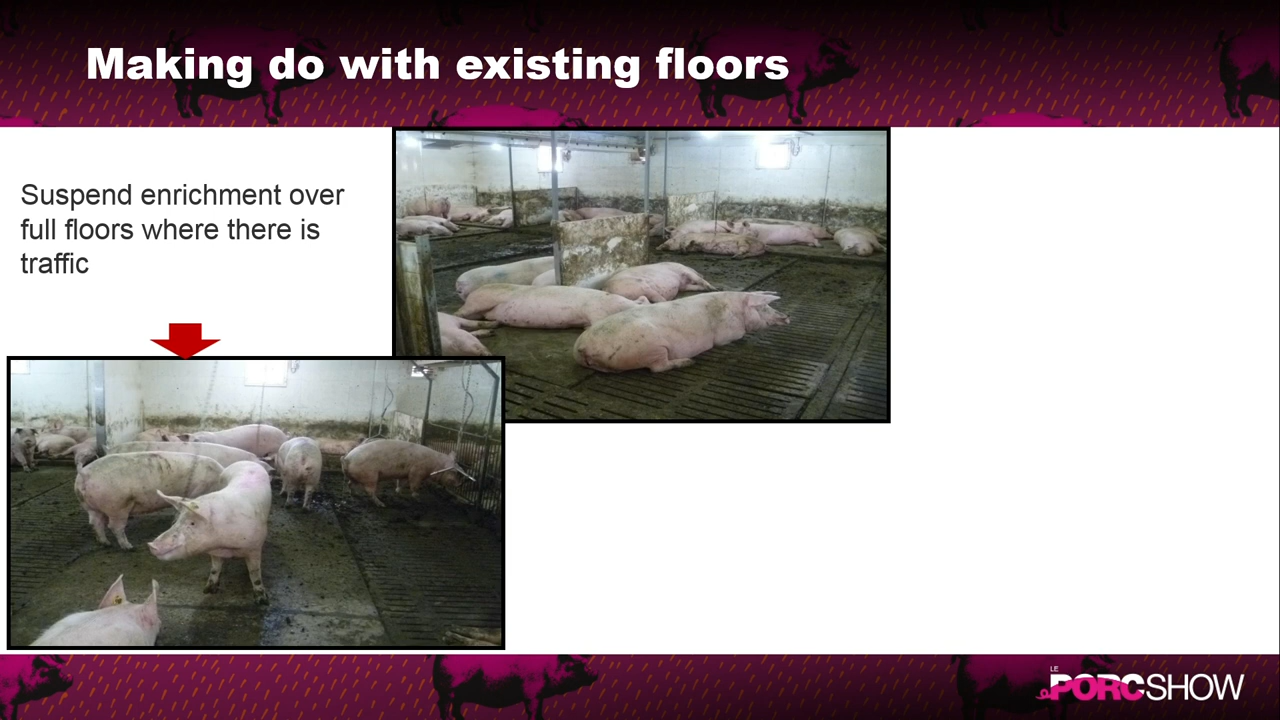 Making do with existing floors
Suspend enrichment over
full floors where there is
traffic
LE
PORCSHOW